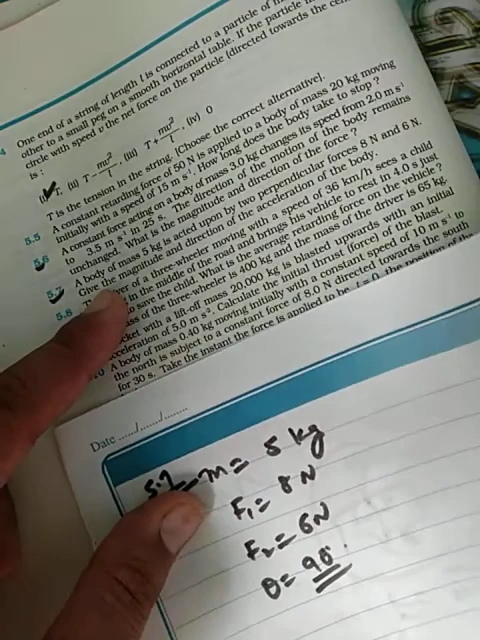 One end of a string of length l is connected to a particle of
other to a small peg on a smooth horizontal table. If the particle
circle with speed v the net force on the particle (directed towards the
is :
(i) T, (ii) T - mv²/l, (iii) T + mv²/l, (iv) 0
T is the tension in the string. [Choose the correct alternative].
5.5 A constant retarding force of 50 N is applied to a body of mass 20 kg moving
initially with a speed of 15 m s⁻¹. How long does the body take to stop ?
5.6 A constant force acting on a body of mass 3.0 kg changes its speed from 2.0 m s⁻¹
to 3.5 m s⁻¹ in 25 s. The direction of the motion of the body remains
unchanged. What is the magnitude and direction of the force ?
5.7 A body of mass 5 kg is acted upon by two perpendicular forces 8 N and 6 N.
Give the magnitude and direction of the acceleration of the body.
5.8 of a three-wheeler moving with a speed of 36 km/h sees a child
in the middle of the road and brings his vehicle to rest in 4.0 s just
to save the child. What is the average retarding force on the vehicle ?
of the three-wheeler is 400 kg and the mass of the driver is 65 kg.
with a lift-off mass 20,000 kg is blasted upwards with an initial
acceleration of 5.0 m s⁻². Calculate the initial thrust (force) of the blast.
A body of mass 0.40 kg moving initially with a constant speed of 10 m s⁻¹ to
the north is subject to a constant force of 8.0 N directed towards the south
for 30 s. Take the instant the force is applied to be t = 0, the position of the
Date ...../...../........
5.7 m = 5 kg
F₁ = 8 N
F₂ = 6 N
θ = 90°